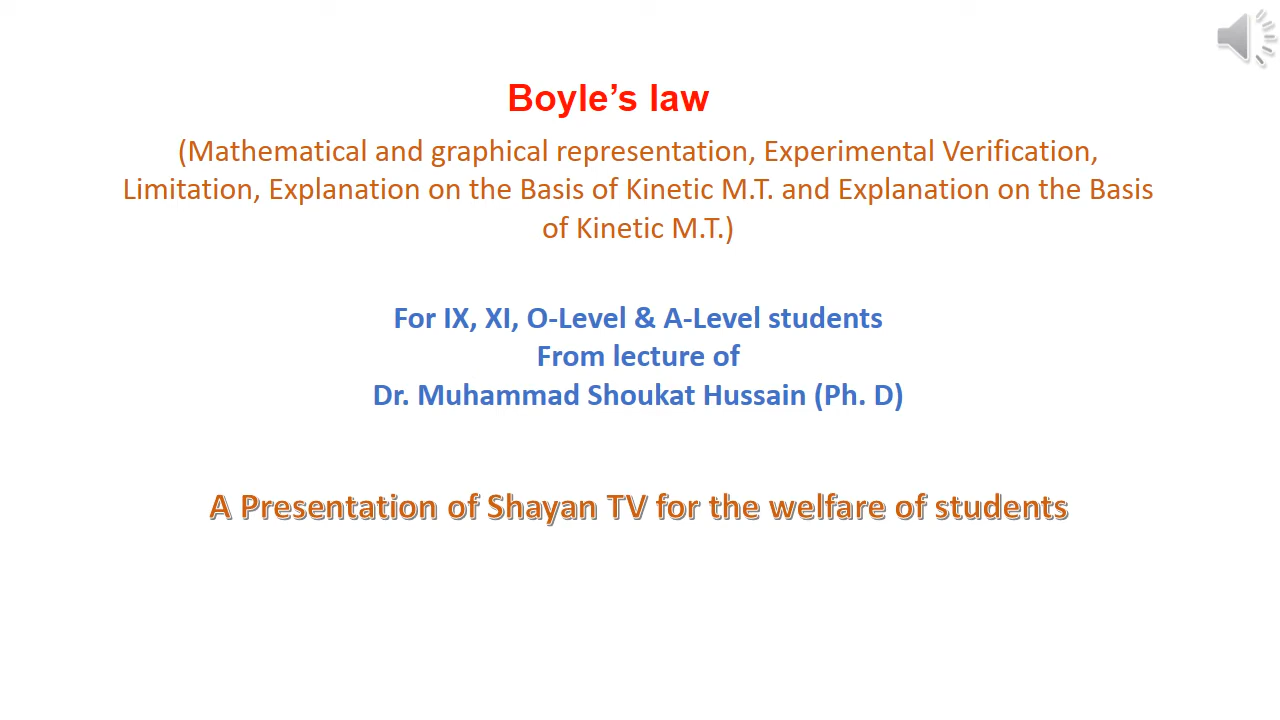 Boyle’s law
(Mathematical and graphical representation, Experimental Verification,
Limitation, Explanation on the Basis of Kinetic M.T. and Explanation on the Basis
of Kinetic M.T.)
For IX, XI, O-Level & A-Level students
From lecture of
Dr. Muhammad Shoukat Hussain (Ph. D)
A Presentation of Shayan TV for the welfare of students